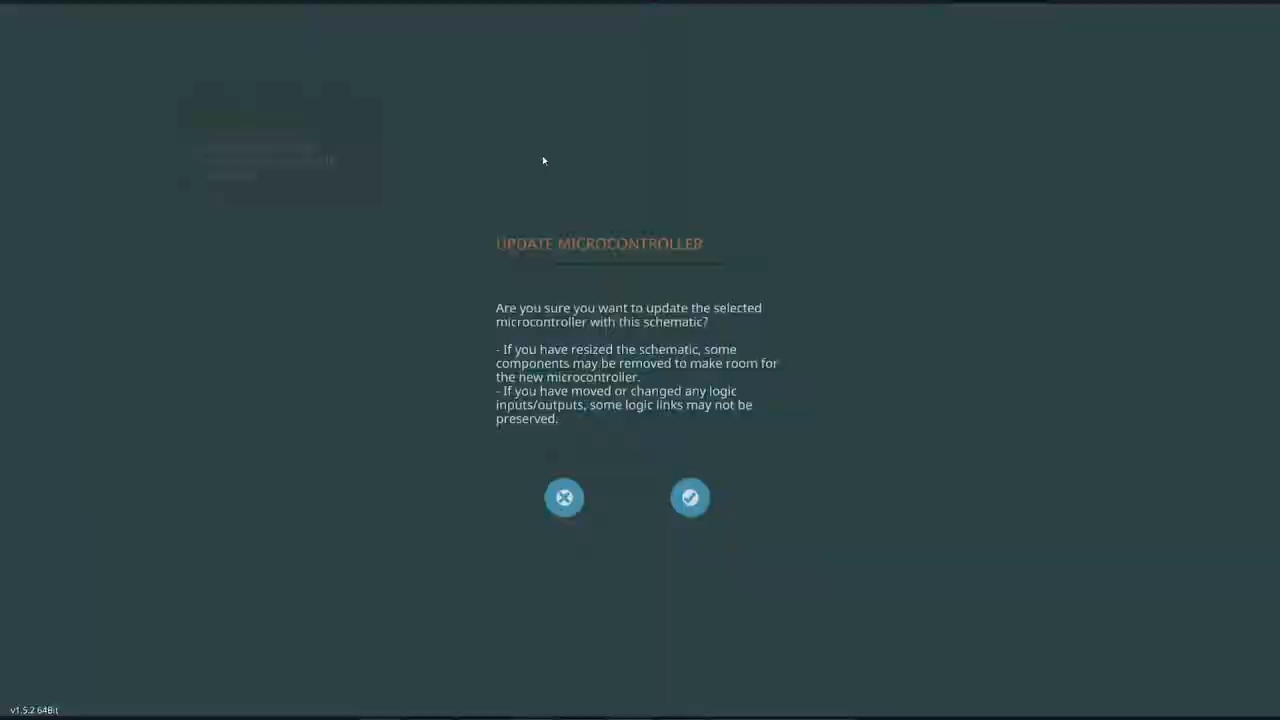 UPDATE MICROCONTROLLER
Are you sure you want to update the selected
microcontroller with this schematic?
- If you have resized the schematic, some
components may be removed to make room for
the new microcontroller.
- If you have moved or changed any logic
inputs/outputs, some logic links may not be
preserved.
v1.5.2 64Bit